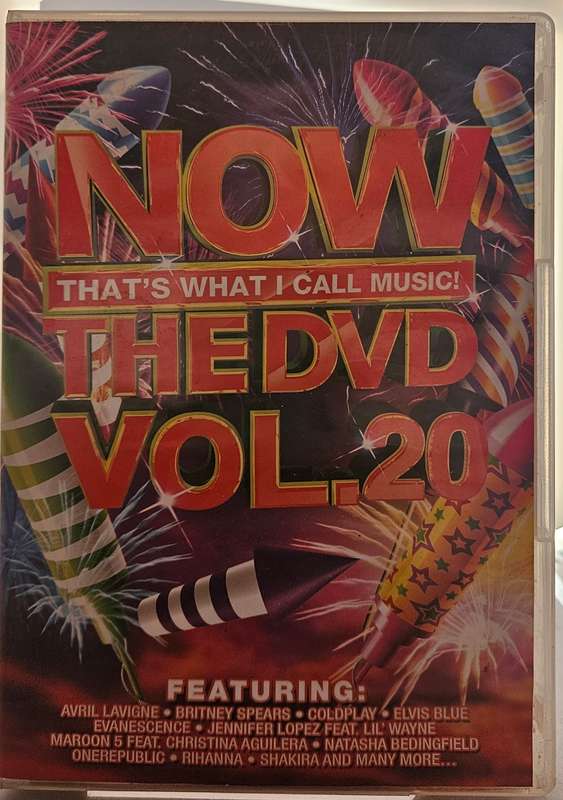 NOW
THAT'S WHAT I CALL MUSIC!
THE DVD
VOL.20
FEATURING:
AVRIL LAVIGNE • BRITNEY SPEARS • COLDPLAY • ELVIS BLUE
EVANESCENCE • JENNIFER LOPEZ FEAT. LIL' WAYNE
MAROON 5 FEAT. CHRISTINA AGUILERA • NATASHA BEDINGFIELD
ONEREPUBLIC • RIHANNA • SHAKIRA AND MANY MORE...